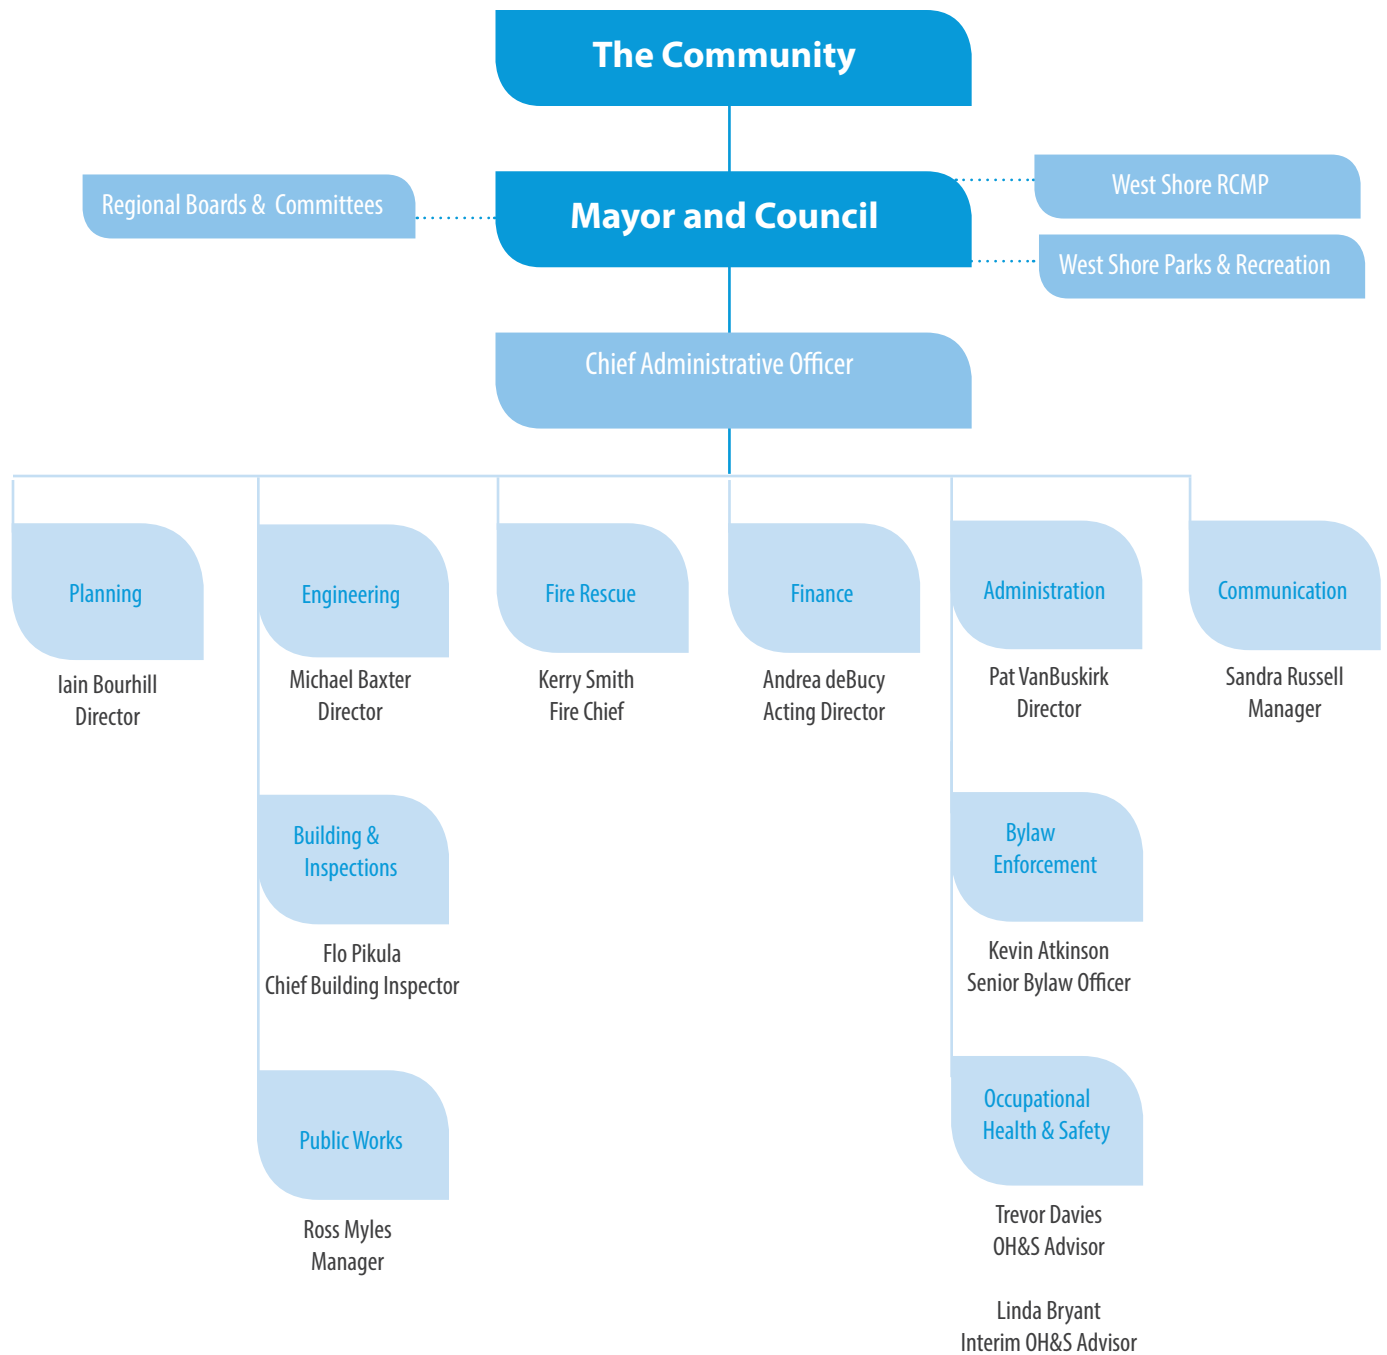 The Community
Regional Boards & Committees
Mayor and Council
West Shore RCMP
West Shore Parks & Recreation
Chief Administrative Officer
Planning
Iain Bourhill
Director
Engineering
Michael Baxter
Director
Building &
Inspections
Flo Pikula
Chief Building Inspector
Public Works
Ross Myles
Manager
Fire Rescue
Kerry Smith
Fire Chief
Finance
Andrea deBucy
Acting Director
Administration
Pat VanBuskirk
Director
Bylaw
Enforcement
Kevin Atkinson
Senior Bylaw Officer
Occupational
Health & Safety
Trevor Davies
OH&S Advisor
Linda Bryant
Interim OH&S Advisor
Communication
Sandra Russell
Manager